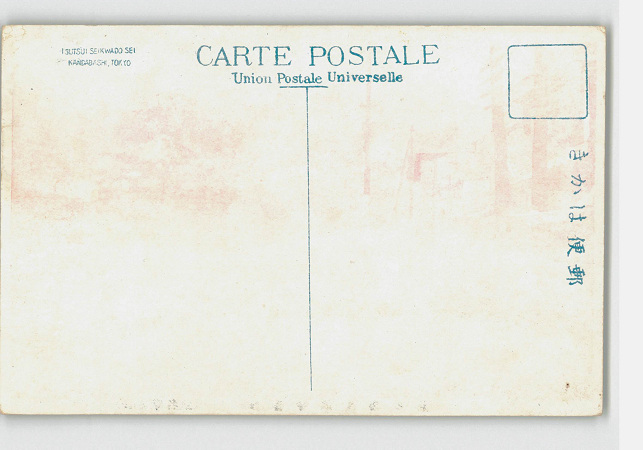 TSUTSUI SEIKWADO SEI
KANDABASHI, TOKYO
CARTE POSTALE
Union Postale Universelle
きかは便郵